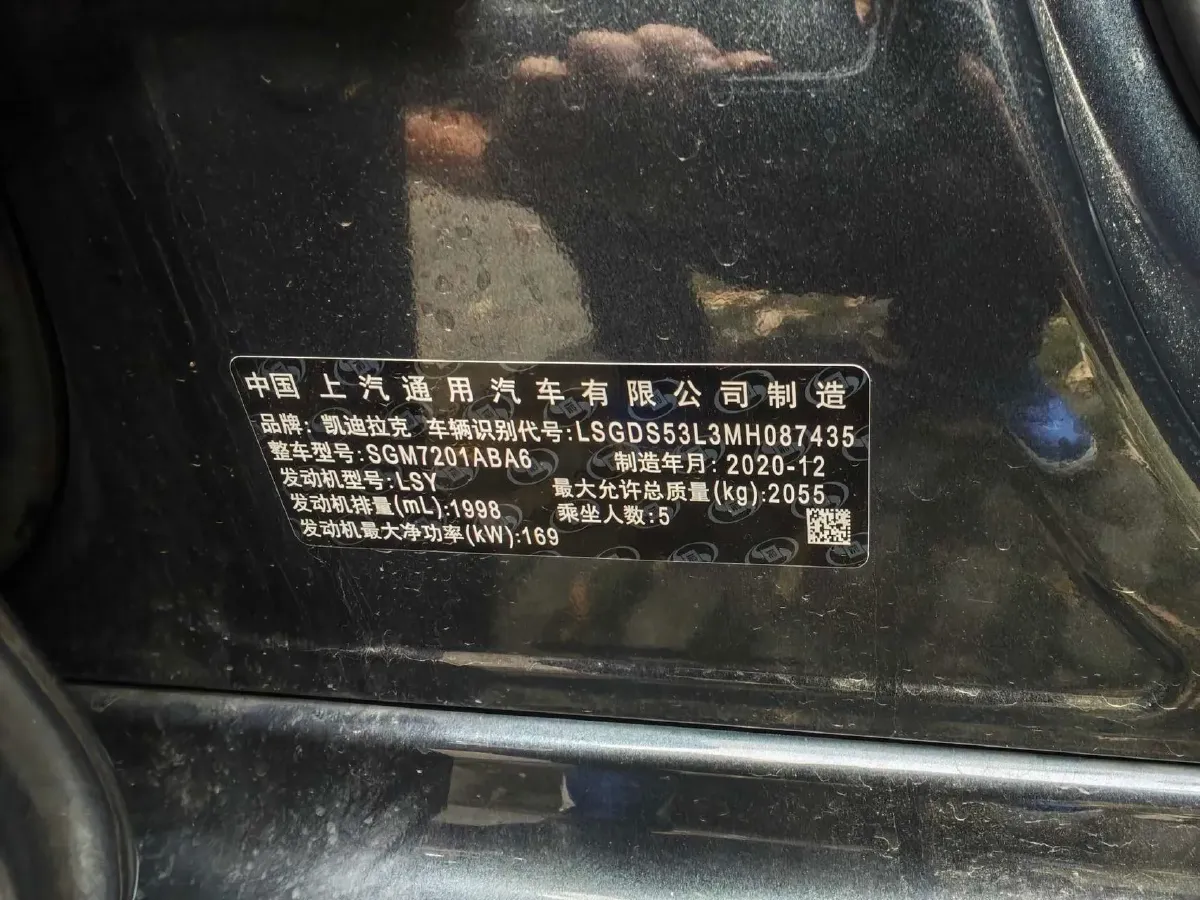 中国 上汽通用汽车有限公司制造
品牌: 凯迪拉克 车辆识别代号:LSGDS53L3MH087435
整车型号:SGM7201ABA6 制造年月: 2020-12
发动机型号:LSY 最大允许总质量(kg):2055
发动机排量(mL):1998 乘坐人数:5
发动机最大净功率(kW):169